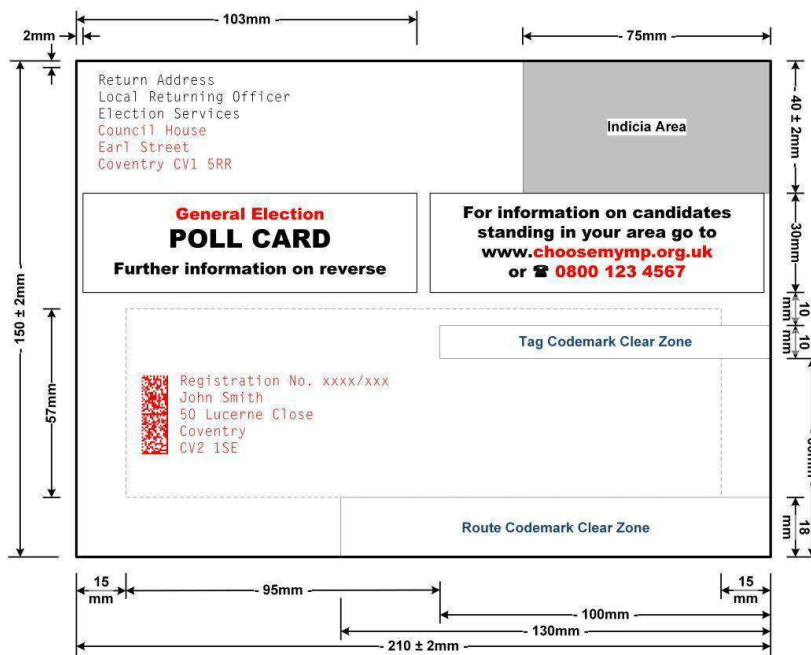 - 103mm -
2mm
- 75mm -
Return Address
Local Returning Officer
Election Services
Council House
Earl Street
Coventry CV1 5RR
Indicia Area
- 40 ± 2mm -
General Election
POLL CARD
Further information on reverse
For information on candidates
standing in your area go to
www.choosemymp.org.uk
or ☎ 0800 123 4567
30mm
- 150 ± 2mm -
10
mm
10
mm
Tag Codemark Clear Zone
- 57mm -
Registration No. xxxx/xxx
John Smith
50 Lucerne Close
Coventry
CV2 1SE
Route Codemark Clear Zone
18
mm
15
mm
- 95mm -
15
mm
- 100mm -
- 130mm -
- 210 ± 2mm -